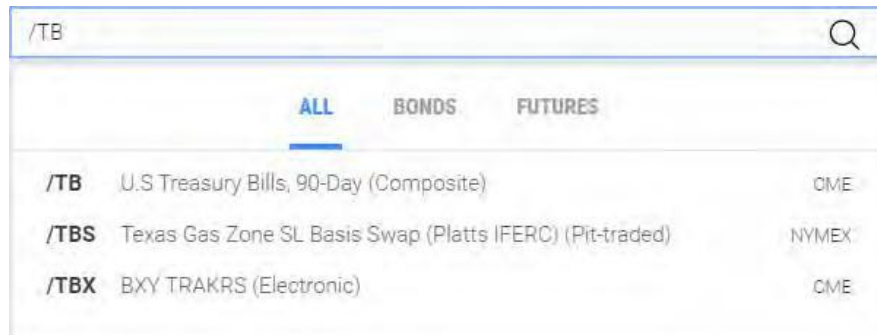 /TB
ALL BONDS FUTURES
/TB U.S Treasury Bills, 90-Day (Composite) CME
/TBS Texas Gas Zone SL Basis Swap (Platts IFERC) (Pit-traded) NYMEX
/TBX BXY TRAKRS (Electronic) CME